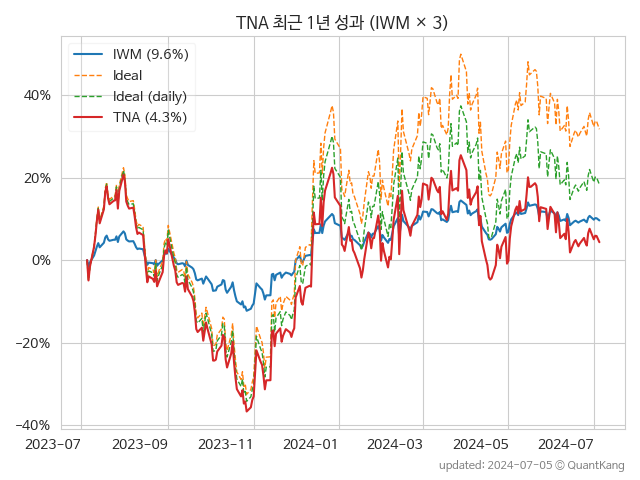 TNA 최근 1년 성과 (IWM × 3)
IWM (9.6%)
Ideal
Ideal (daily)
TNA (4.3%)
40%
20%
0%
−20%
−40%
2023–07 2023–09 2023–11 2024–01 2024–03 2024–05 2024–07
updated: 2024-07-05 © QuantKang